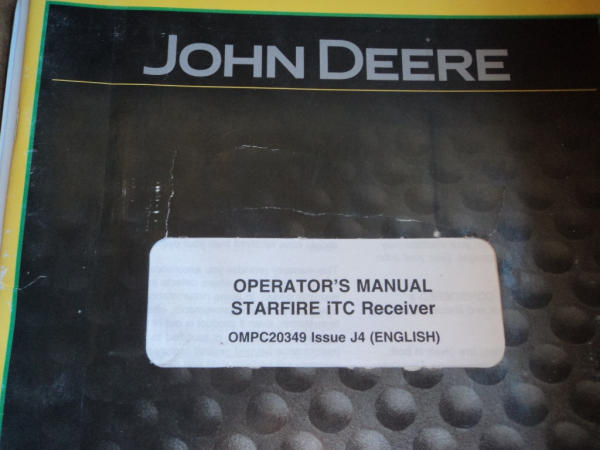 JOHN DEERE
OPERATOR'S MANUAL
STARFIRE iTC Receiver
OMPC20349 Issue J4 (ENGLISH)